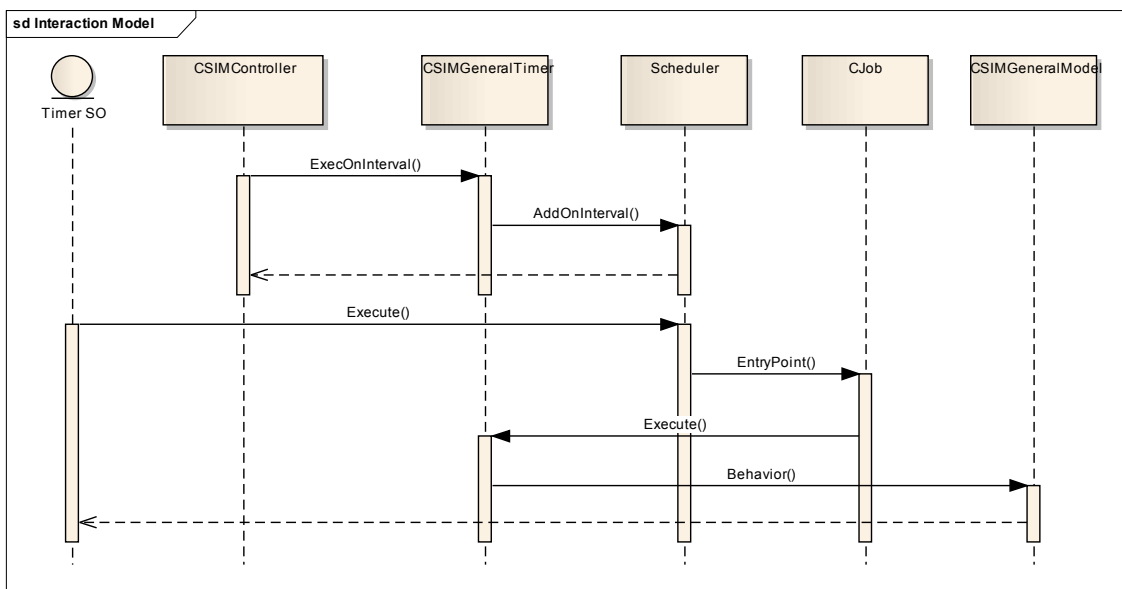 sd Interaction Model
Timer SO
CSIMController
CSIMGeneralTimer
Scheduler
CJob
CSIMGeneralModel
ExecOnInterval()
AddOnInterval()
Execute()
EntryPoint()
Execute()
Behavior()